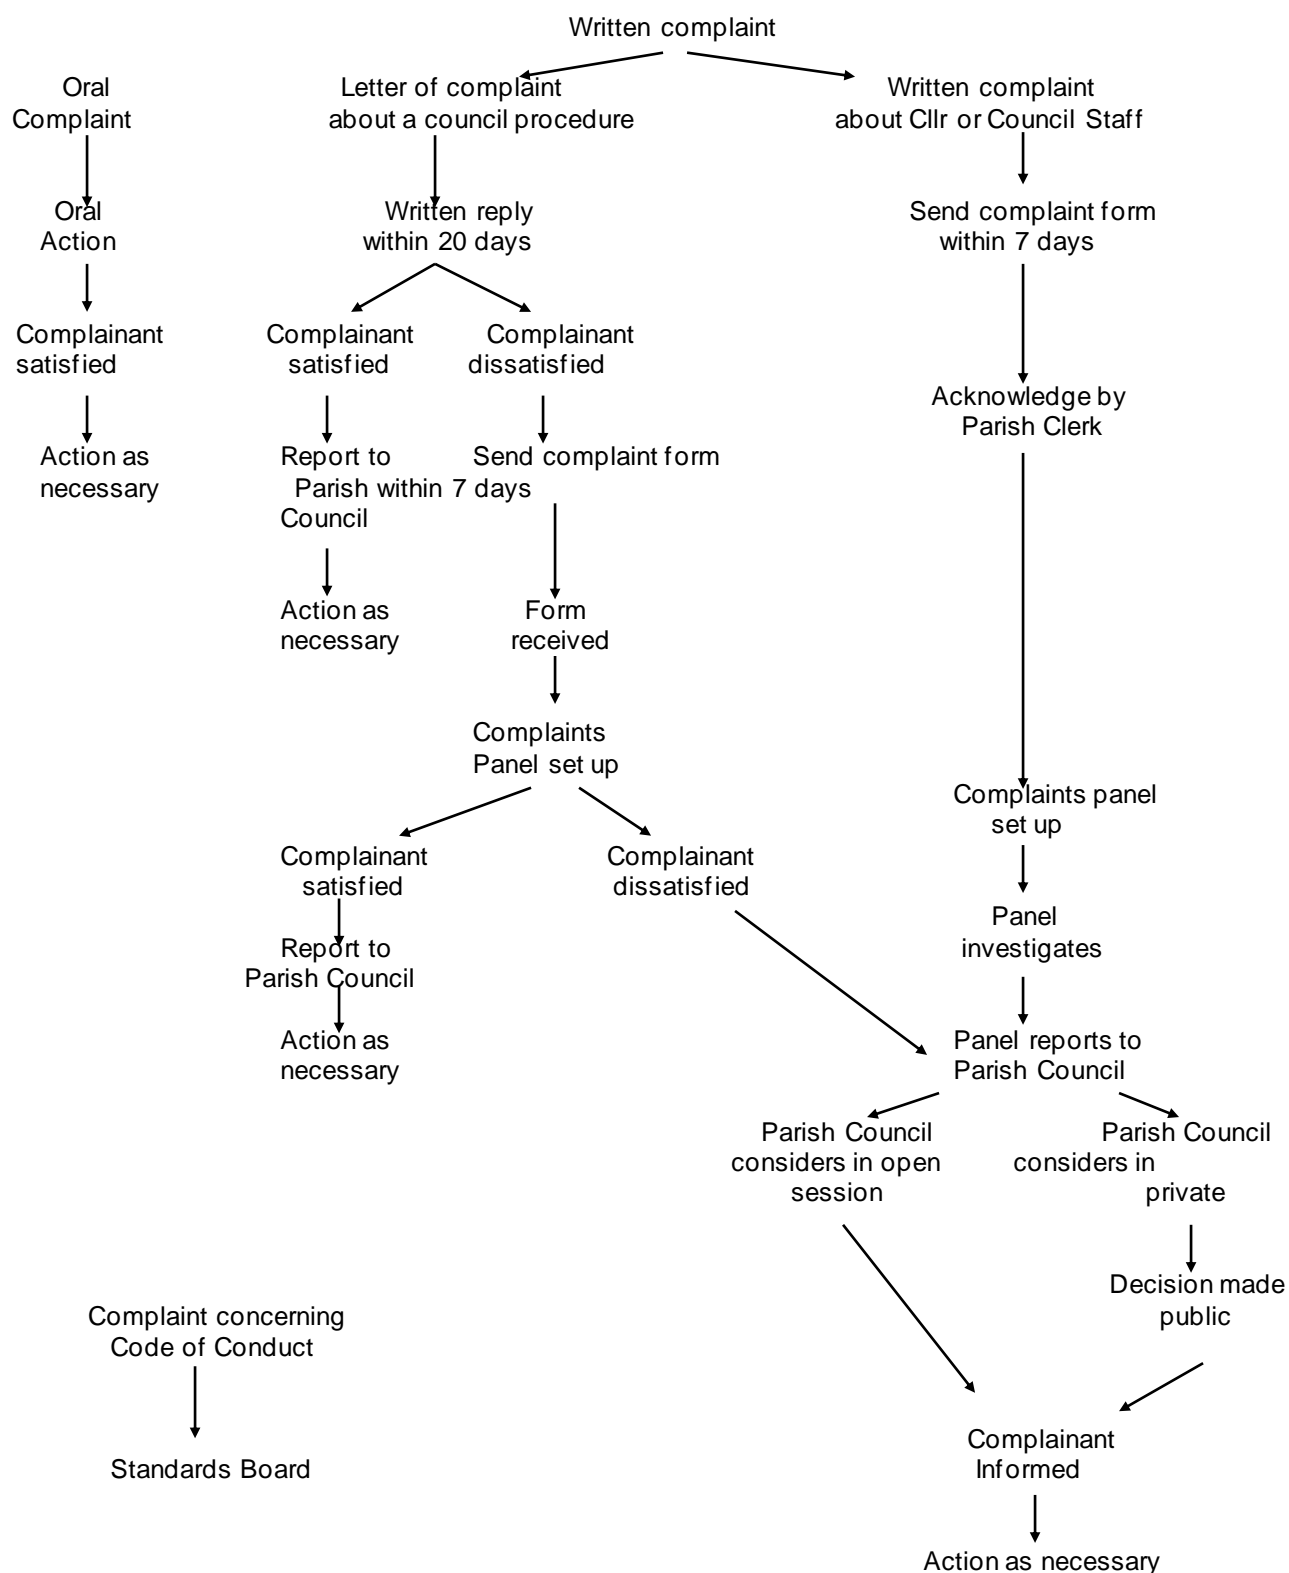 Written complaint
Oral
Complaint
Letter of complaint
about a council procedure
Written complaint
about Cllr or Council Staff
Oral
Action
Written reply
within 20 days
Send complaint form
within 7 days
Complainant
satisfied
Complainant
satisfied
Complainant
dissatisfied
Acknowledge by
Parish Clerk
Action as
necessary
Report to
Send complaint form
Parish within 7 days
Council
Action as
necessary
Form
received
Complaints
Panel set up
Complaints panel
set up
Complainant
satisfied
Complainant
dissatisfied
Panel
investigates
Report to
Parish Council
Action as
necessary
Panel reports to
Parish Council
Parish Council
considers in open
session
Parish Council
considers in
private
Decision made
public
Complaint concerning
Code of Conduct
Standards Board
Complainant
Informed
Action as necessary